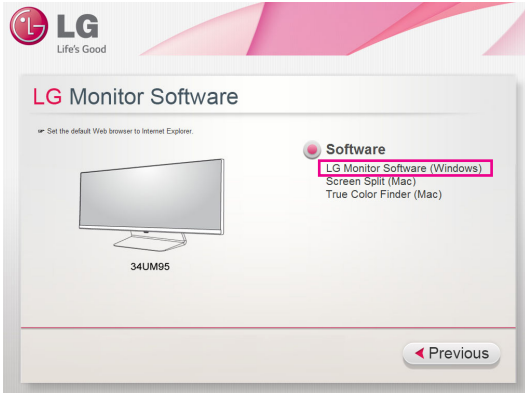 LG
Life's Good
LG Monitor Software
☞ Set the default Web browser to Internet Explorer.
Software
LG Monitor Software (Windows)
Screen Split (Mac)
True Color Finder (Mac)
34UM95
Previous